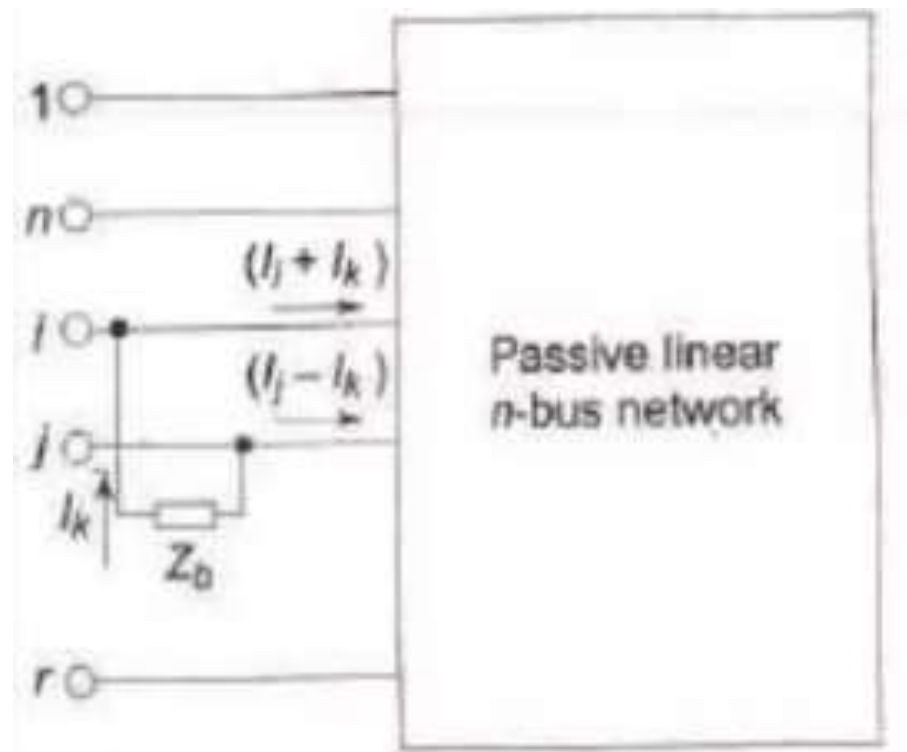 1
n
(Ij + Ik)
i
(Ij − Ik)
Passive linear
n-bus network
j
Ik
Zb
r